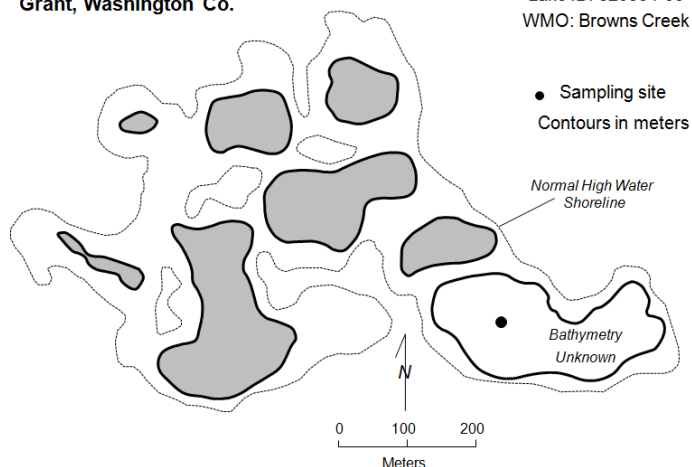 Grant, Washington Co.
WMO: Browns Creek
Sampling site
Contours in meters
Normal High Water
Shoreline
Bathymetry
Unknown
N
0 100 200
Meters